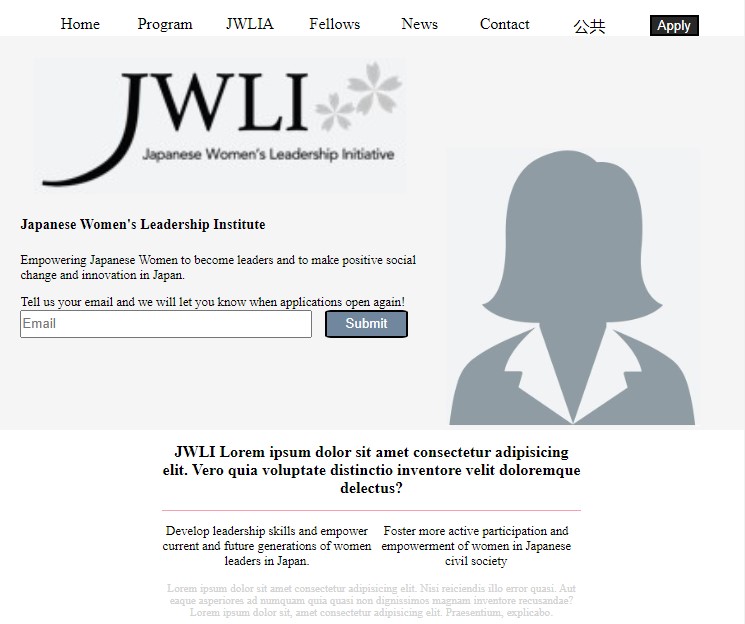 Home Program JWLIA Fellows News Contact 公共 Apply
JWLI
Japanese Women's Leadership Initiative
Japanese Women's Leadership Institute
Empowering Japanese Women to become leaders and to make positive social
change and innovation in Japan.
Tell us your email and we will let you know when applications open again!
Email Submit
JWLI Lorem ipsum dolor sit amet consectetur adipisicing
elit. Vero quia voluptate distinctio inventore velit doloremque
delectus?
Develop leadership skills and empower
current and future generations of women
leaders in Japan.
Foster more active participation and
empowerment of women in Japanese
civil society
Lorem ipsum dolor sit amet consectetur adipisicing elit. Nisi reiciendis illo error quasi. Aut
eaque asperiores ad numquam quia quasi non dignissimos magnam inventore recusandae?
Lorem ipsum dolor sit, amet consectetur adipisicing elit. Praesentium, explicabo.